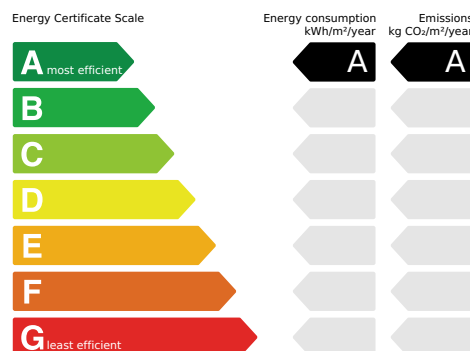 Energy Certificate Scale
Energy consumption
kWh/m²/year
Emissions
kg CO₂/m²/year
A most efficient
A
A
B
C
D
E
F
G least efficient